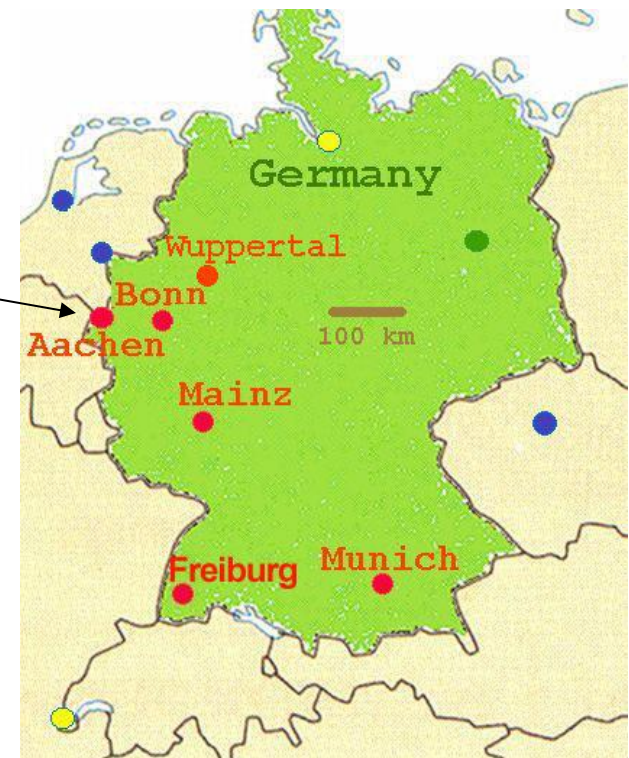 Germany
Wuppertal
Bonn
100 km
Aachen
Mainz
Munich
Freiburg